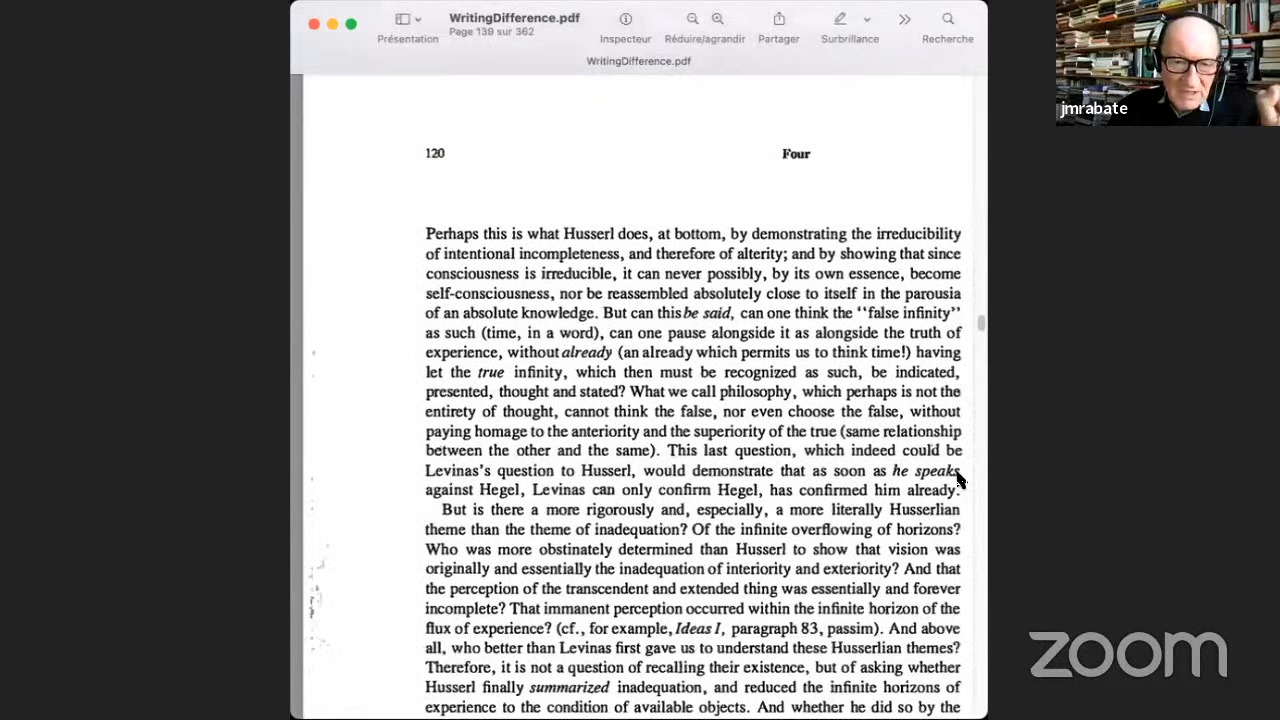 WritingDifference.pdf
Page 139 sur 362
Présentation
Inspecteur
Réduire/agrandir
Partager
Surbrillance
Recherche
WritingDifference.pdf
jmrabate
120 Four
Perhaps this is what Husserl does, at bottom, by demonstrating the irreducibility
of intentional incompleteness, and therefore of alterity; and by showing that since
consciousness is irreducible, it can never possibly, by its own essence, become
self-consciousness, nor be reassembled absolutely close to itself in the parousia
of an absolute knowledge. But can this be said, can one think the "false infinity"
as such (time, in a word), can one pause alongside it as alongside the truth of
experience, without already (an already which permits us to think time!) having
let the true infinity, which then must be recognized as such, be indicated,
presented, thought and stated? What we call philosophy, which perhaps is not the
entirety of thought, cannot think the false, nor even choose the false, without
paying homage to the anteriority and the superiority of the true (same relationship
between the other and the same). This last question, which indeed could be
Levinas's question to Husserl, would demonstrate that as soon as he speaks
against Hegel, Levinas can only confirm Hegel, has confirmed him already.
But is there a more rigorously and, especially, a more literally Husserlian
theme than the theme of inadequation? Of the infinite overflowing of horizons?
Who was more obstinately determined than Husserl to show that vision was
originally and essentially the inadequation of interiority and exteriority? And that
the perception of the transcendent and extended thing was essentially and forever
incomplete? That immanent perception occurred within the infinite horizon of the
flux of experience? (cf., for example, Ideas I, paragraph 83, passim). And above
all, who better than Levinas first gave us to understand these Husserlian themes?
Therefore, it is not a question of recalling their existence, but of asking whether
Husserl finally summarized inadequation, and reduced the infinite horizons of
experience to the condition of available objects. And whether he did so by the
zoom